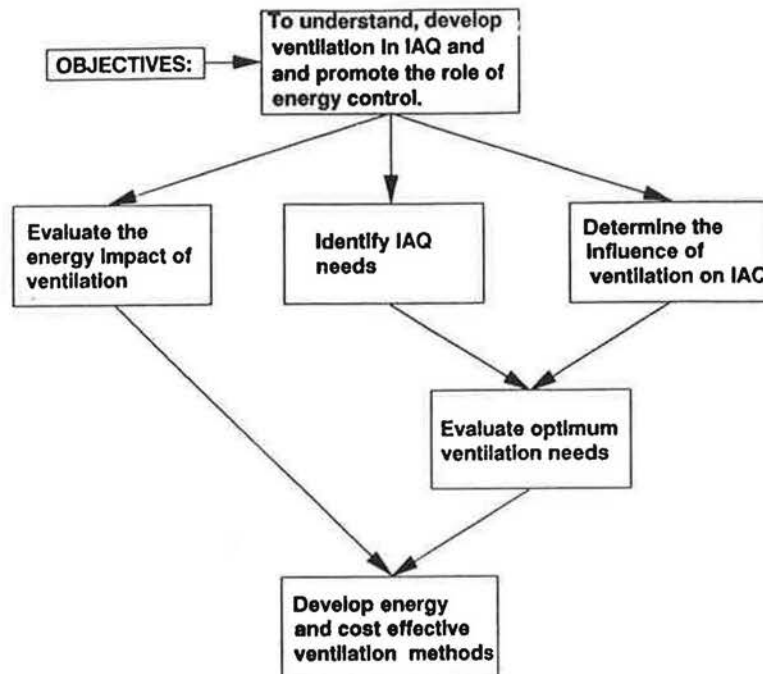 OBJECTIVES:
To understand, develop
ventilation in IAQ and
and promote the role of
energy control.
Evaluate the
energy impact of
ventilation
Identify IAQ
needs
Determine the
influence of
ventilation on IAQ
Evaluate optimum
ventilation needs
Develop energy
and cost effective
ventilation methods